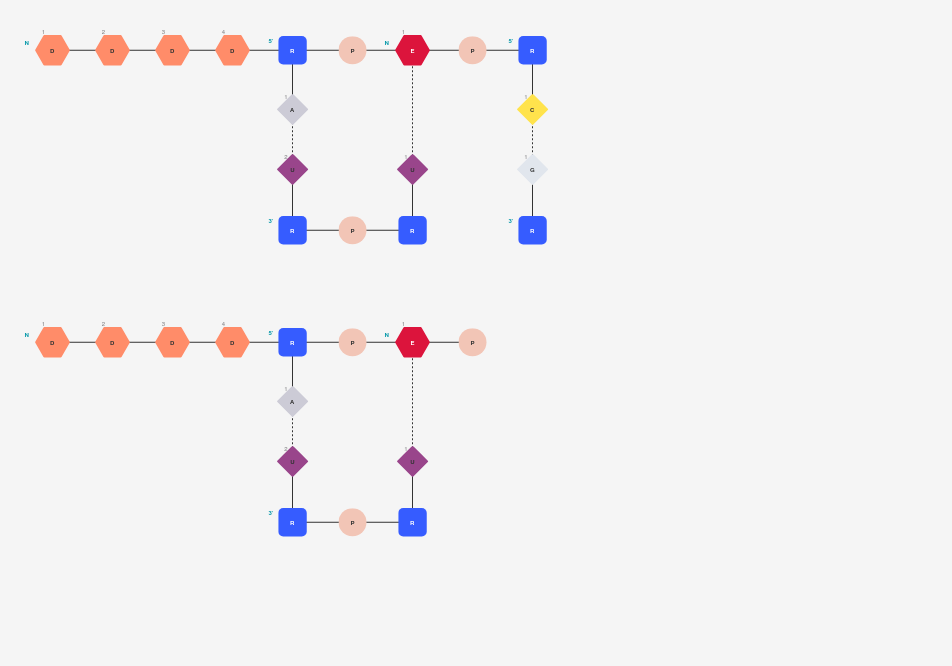 1 2 3 4 1
N D D D D 5' R P N E P 5' R
1 A 1 C
2 U 1 U 1 G
3' R P R 3' R
1 2 3 4 1
N D D D D 5' R P N E P
1 A
2 U 1 U
3' R P R